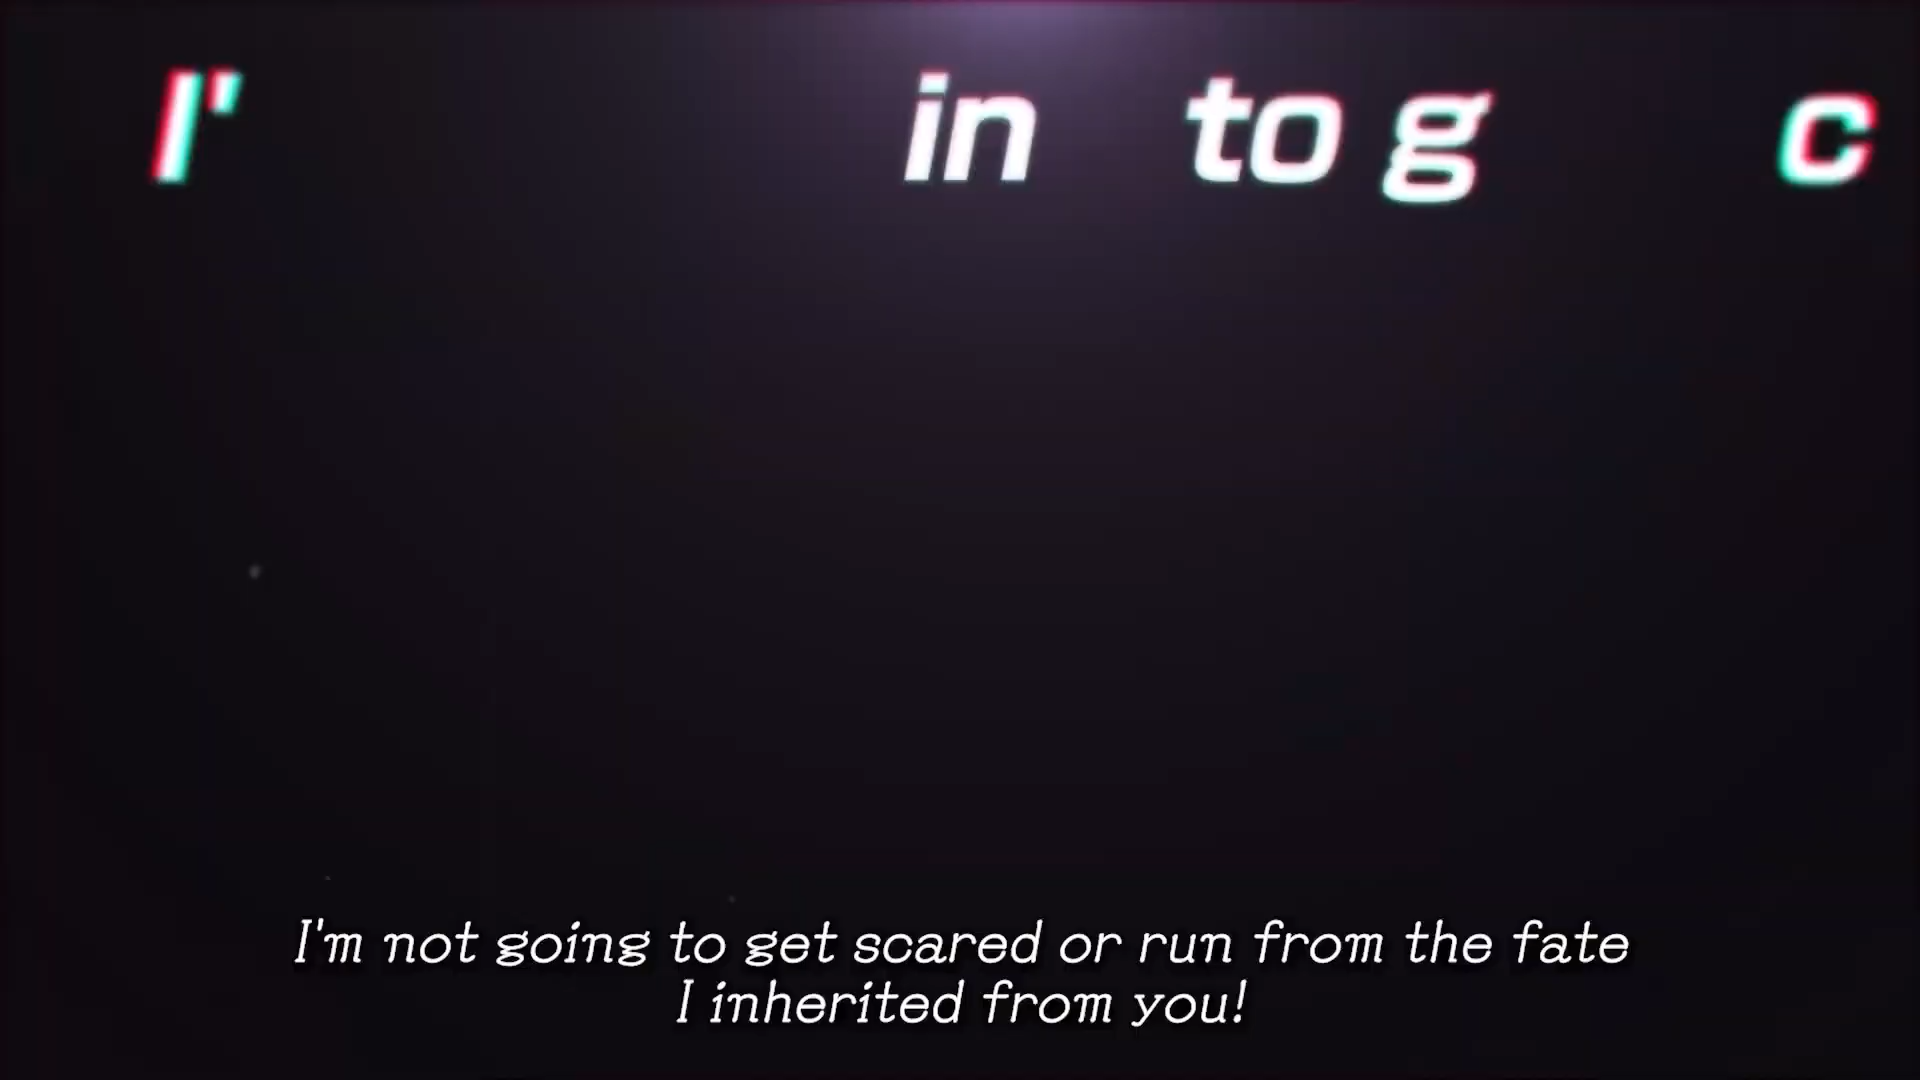 I' in to g c
I'm not going to get scared or run from the fate
I inherited from you!